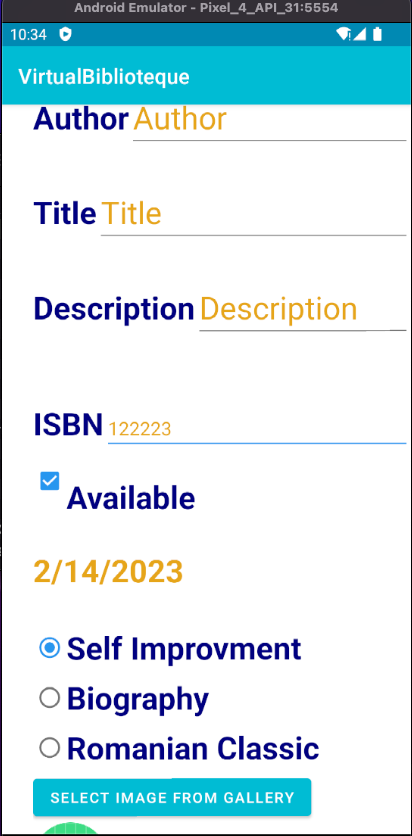 Android Emulator - Pixel_4_API_31:5554
10:34
VirtualBiblioteque
Author Author
Title Title
Description Description
ISBN 122223
Available
2/14/2023
Self Improvment
Biography
Romanian Classic
SELECT IMAGE FROM GALLERY